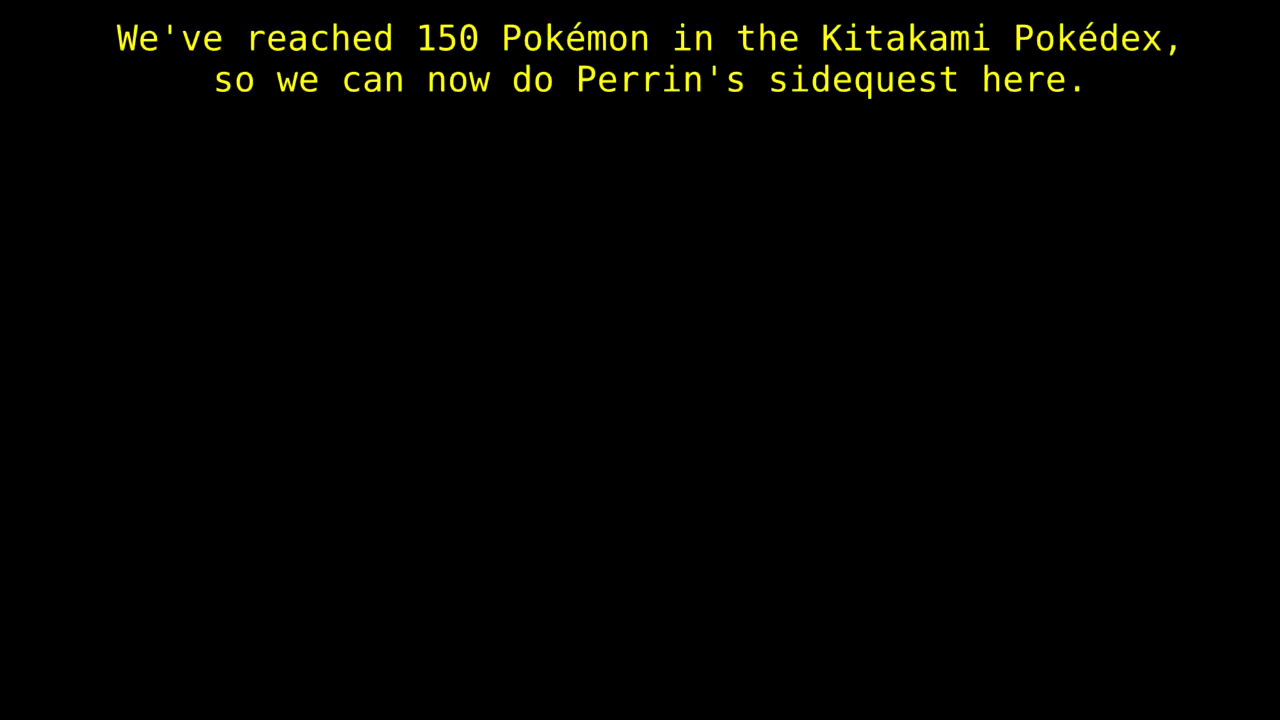 We've reached 150 Pokémon in the Kitakami Pokédex,
so we can now do Perrin's sidequest here.